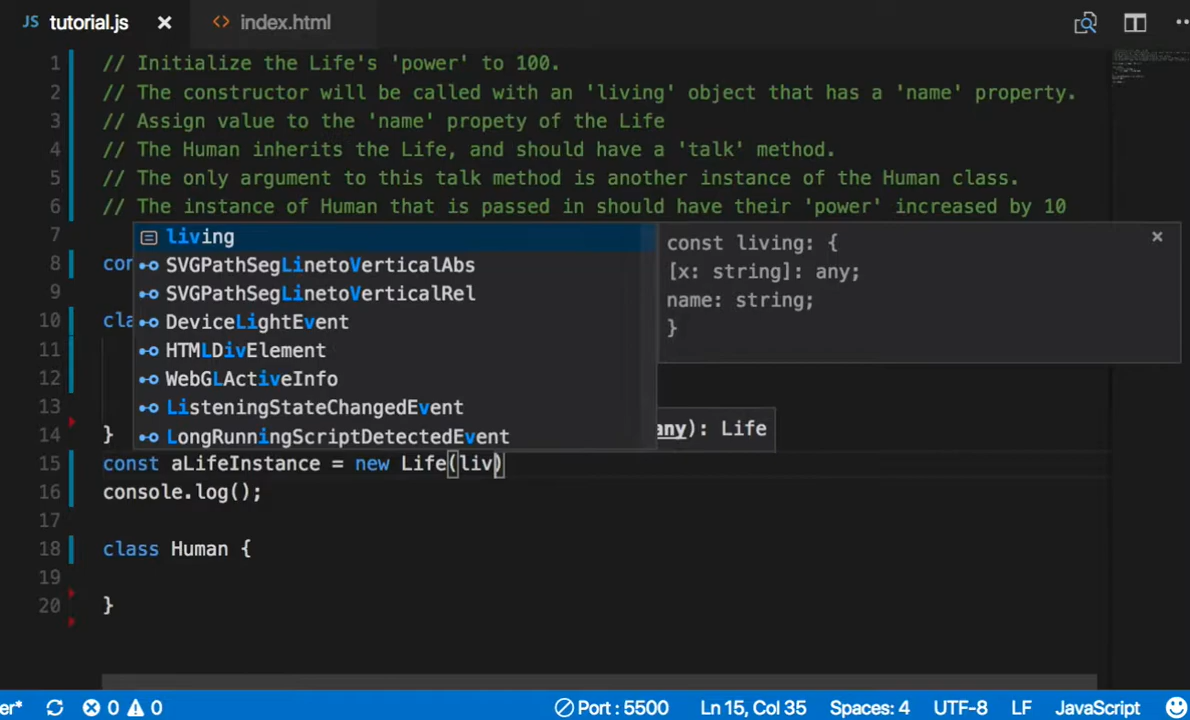 JS tutorial.js × <> index.html
1 // Initialize the Life's 'power' to 100.
2 // The constructor will be called with an 'living' object that has a 'name' property.
3 // Assign value to the 'name' propety of the Life
4 // The Human inherits the Life, and should have a 'talk' method.
5 // The only argument to this talk method is another instance of the Human class.
6 // The instance of Human that is passed in should have their 'power' increased by 10
7
living
const living: {
8 con
SVGPathSegLinetoVerticalAbs
[x: string]: any;
9
SVGPathSegLinetoVerticalRel
name: string;
10 cla
DeviceLightEvent
}
11
HTMLDivElement
12
WebGLActiveInfo
13
ListeningStateChangedEvent
14 }
LongRunningScriptDetectedEvent
any): Life
15 const aLifeInstance = new Life(liv)
16 console.log();
17
18 class Human {
19
20 }
er* 0 0 Port : 5500 Ln 15, Col 35 Spaces: 4 UTF-8 LF JavaScript